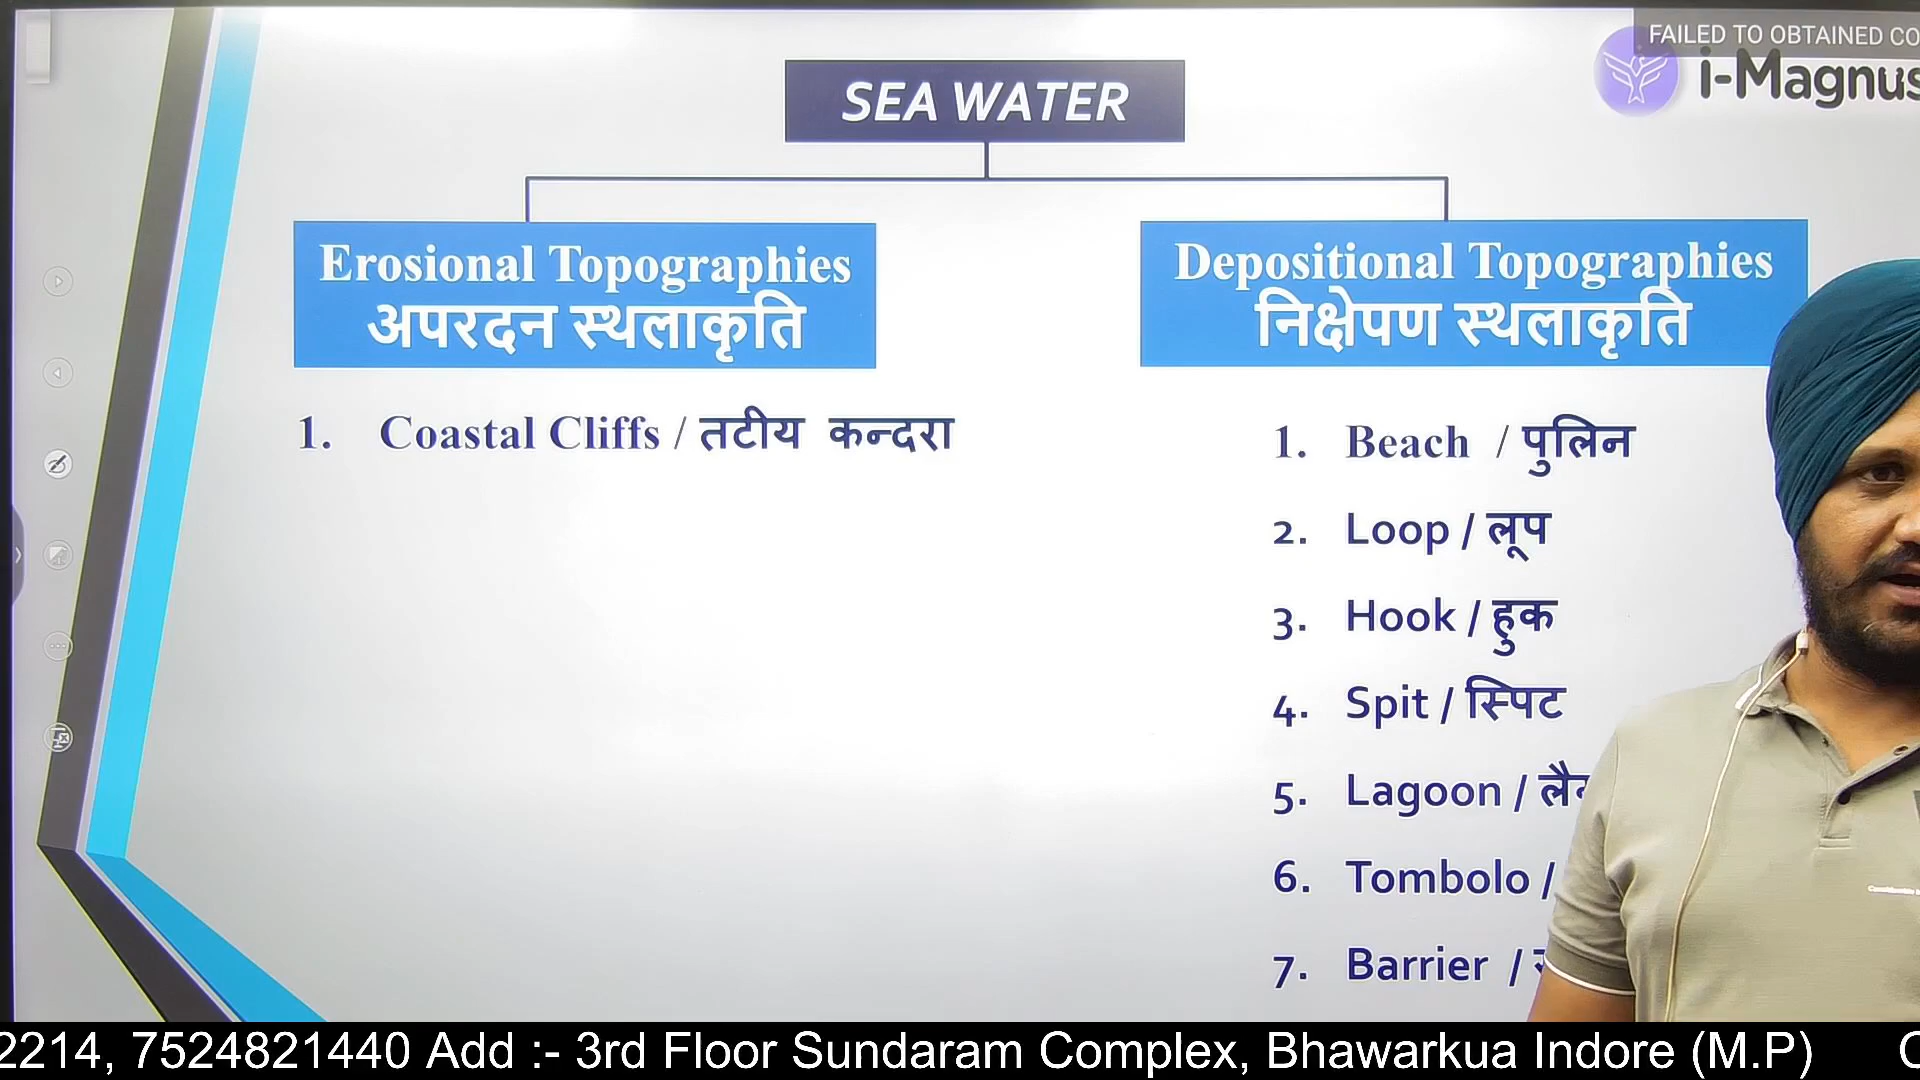 FAILED TO OBTAINED CO
i-Magnus
SEA WATER
Erosional Topographies
अपरदन स्थलाकृति
Depositional Topographies
निक्षेपण स्थलाकृति
1. Coastal Cliffs / तटीय कन्दरा
1. Beach / पुलिन
2. Loop / लूप
3. Hook / हुक
4. Spit / स्पिट
5. Lagoon /
6. Tombolo /
7. Barrier /
2214, 7524821440 Add :- 3rd Floor Sundaram Complex, Bhawarkua Indore (M.P)